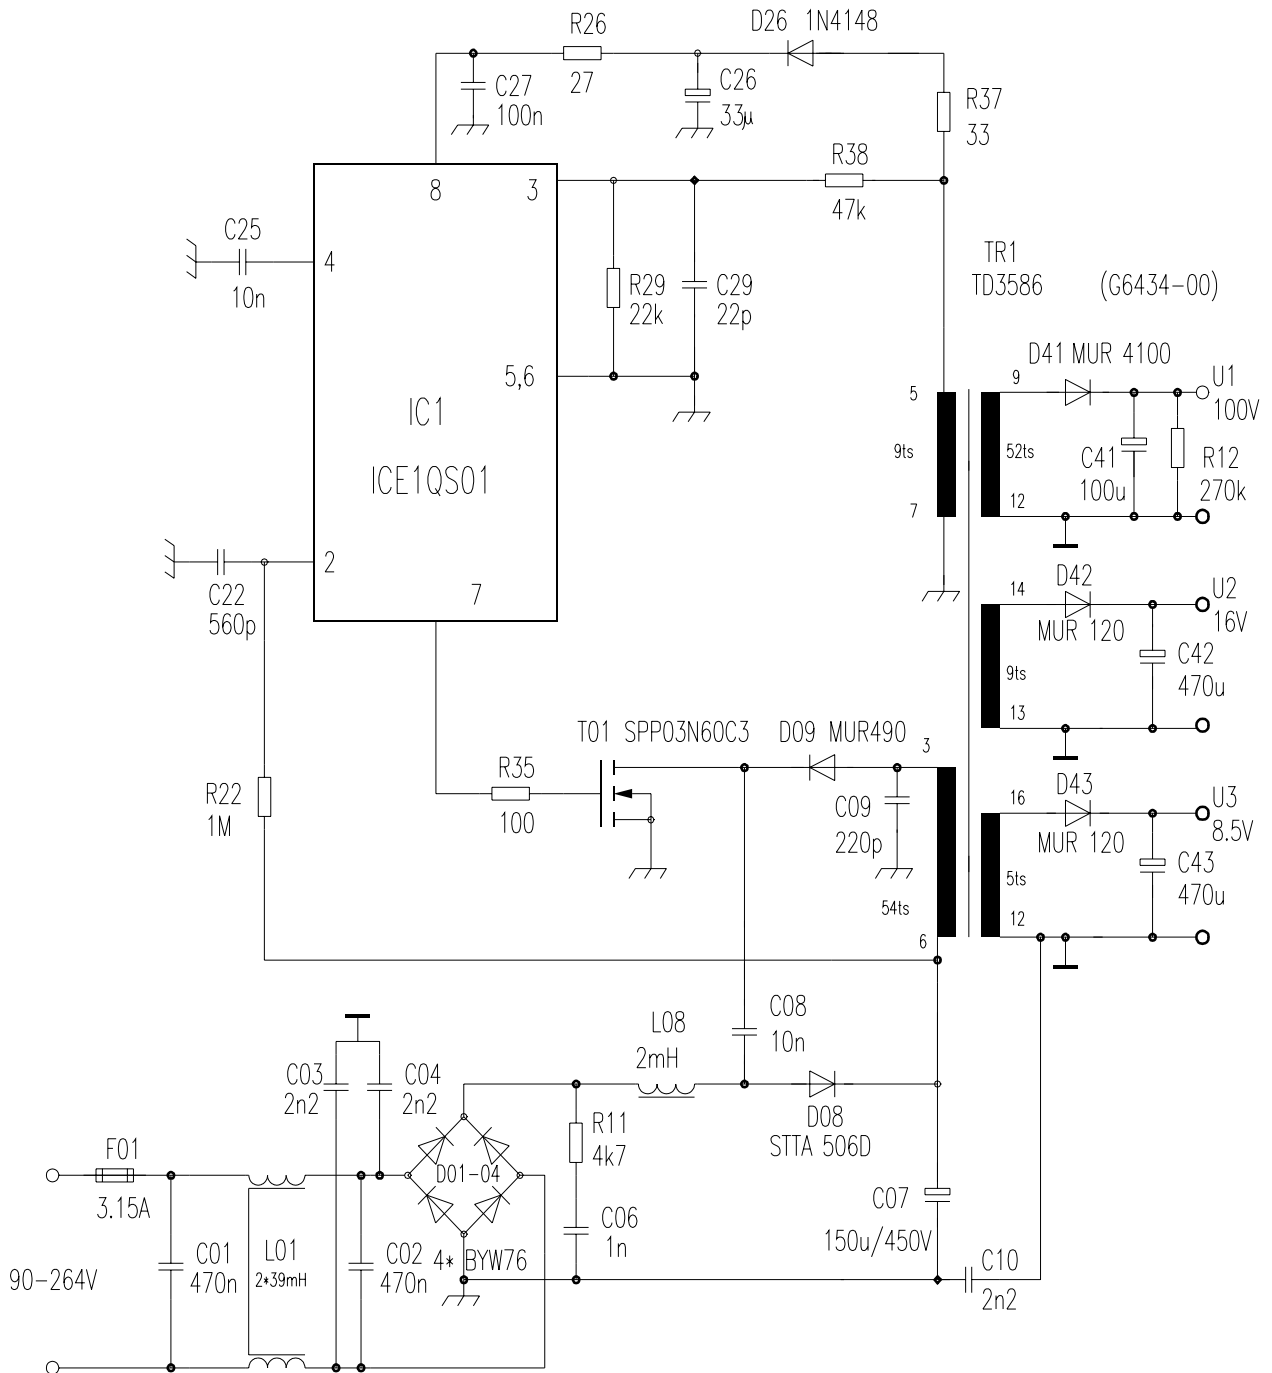 D26 1N4148
R26
27
C27
100n
C26
33µ
R37
33
R38
47k
8
3
C25
10n
4
R29
22k
C29
22p
TR1
TD3586 (G6434-00)
5,6
IC1
ICE1QS01
D41 MUR 4100
5
9
U1
100V
9ts
52ts
C41
100u
R12
270k
7
12
2
C22
560p
7
D42
14
U2
16V
MUR 120
9ts
C42
470u
13
T01 SPP03N60C3
D09 MUR490
3
R35
100
R22
1M
C09
220p
D43
16
U3
8.5V
MUR 120
5ts
C43
470u
54ts
12
6
C08
10n
L08
2mH
C03
2n2
C04
2n2
D08
STTA 506D
R11
4k7
F01
3.15A
D01-04
C07
150u/450V
C06
1n
C01
470n
L01
2*39mH
C02
470n
4* BYW76
90-264V
C10
2n2